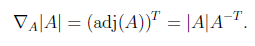 ∇_A|A| = (adj(A))^T = |A|A^{-T}.